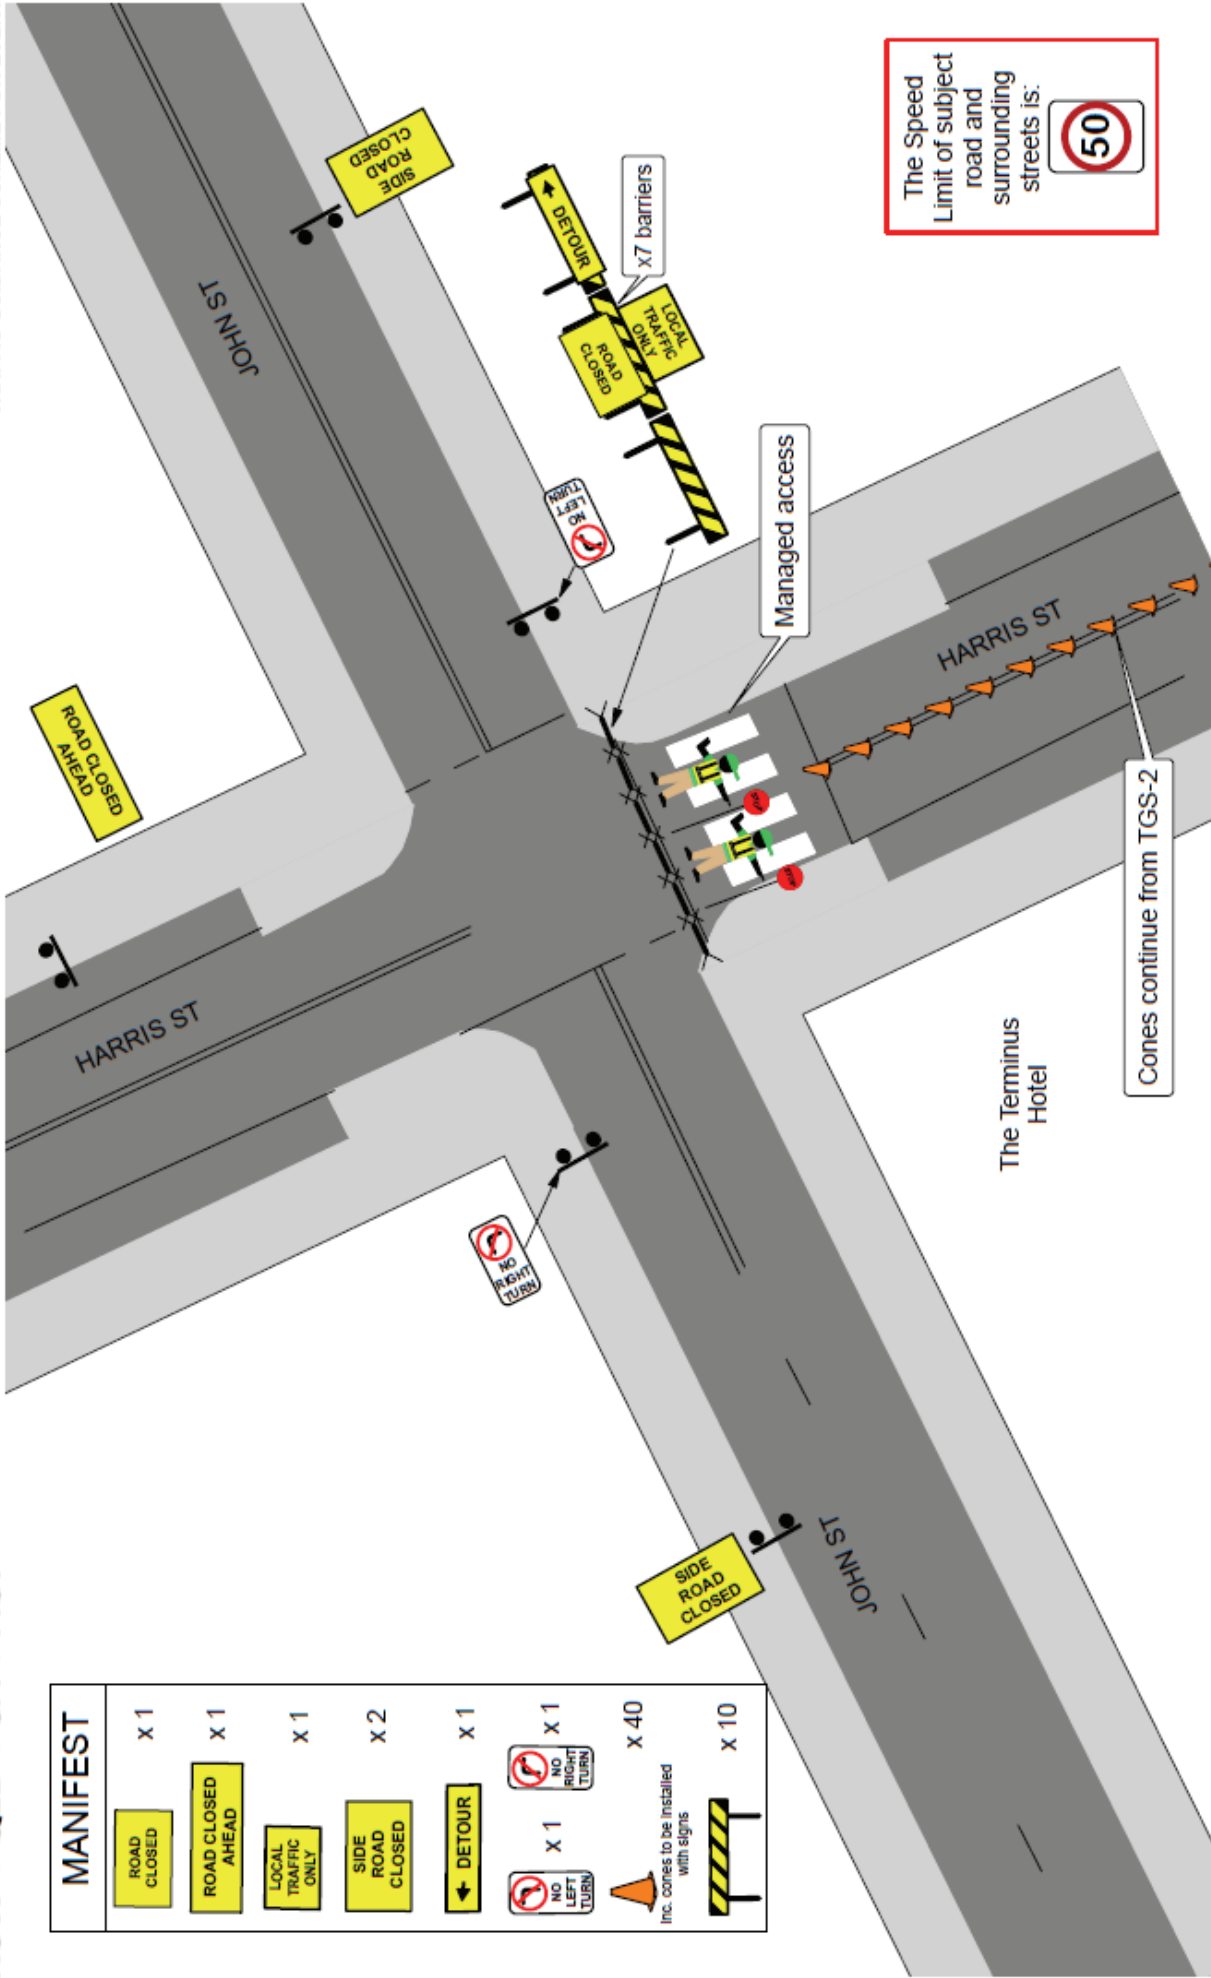 MANIFEST
ROAD
CLOSED
x 1
ROAD CLOSED
AHEAD
x 1
LOCAL
TRAFFIC
ONLY
x 1
SIDE
ROAD
CLOSED
x 2
DETOUR
x 1
NO
LEFT
TURN
x 1
NO
RIGHT
TURN
x 1
Inc. cones to be installed
with signs
x 40
x 10
HARRIS ST
ROAD CLOSED
AHEAD
NO
RIGHT
TURN
SIDE
ROAD
CLOSED
JOHN ST
JOHN ST
SIDE
ROAD
CLOSED
NO
LEFT
TURN
DETOUR
ROAD
CLOSED
LOCAL
TRAFFIC
ONLY
x7 barriers
Managed access
STOP
STOP
HARRIS ST
Cones continue from TGS-2
The Terminus
Hotel
The Speed
Limit of subject
road and
surrounding
streets is:
50